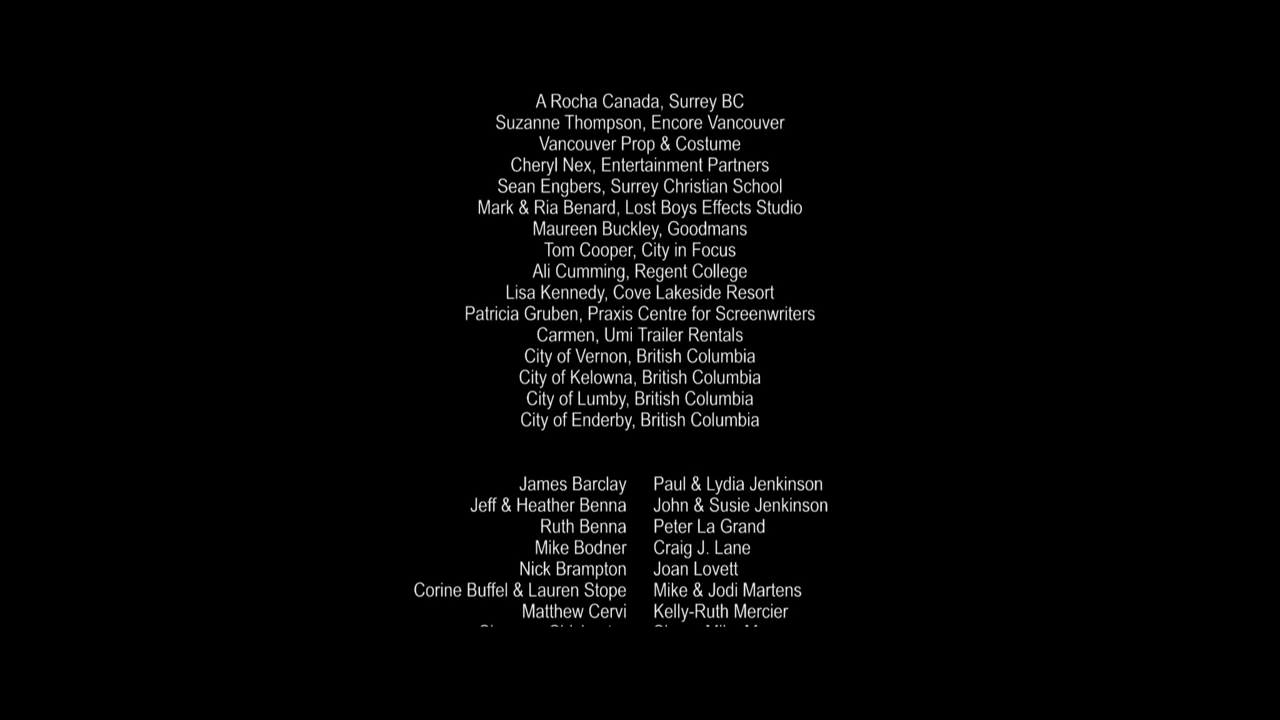 A Rocha Canada, Surrey BC
Suzanne Thompson, Encore Vancouver
Vancouver Prop & Costume
Cheryl Nex, Entertainment Partners
Sean Engbers, Surrey Christian School
Mark & Ria Benard, Lost Boys Effects Studio
Maureen Buckley, Goodmans
Tom Cooper, City in Focus
Ali Cumming, Regent College
Lisa Kennedy, Cove Lakeside Resort
Patricia Gruben, Praxis Centre for Screenwriters
Carmen, Umi Trailer Rentals
City of Vernon, British Columbia
City of Kelowna, British Columbia
City of Lumby, British Columbia
City of Enderby, British Columbia
James Barclay Paul & Lydia Jenkinson
Jeff & Heather Benna John & Susie Jenkinson
Ruth Benna Peter La Grand
Mike Bodner Craig J. Lane
Nick Brampton Joan Lovett
Corine Buffel & Lauren Stope Mike & Jodi Martens
Matthew Cervi Kelly-Ruth Mercier